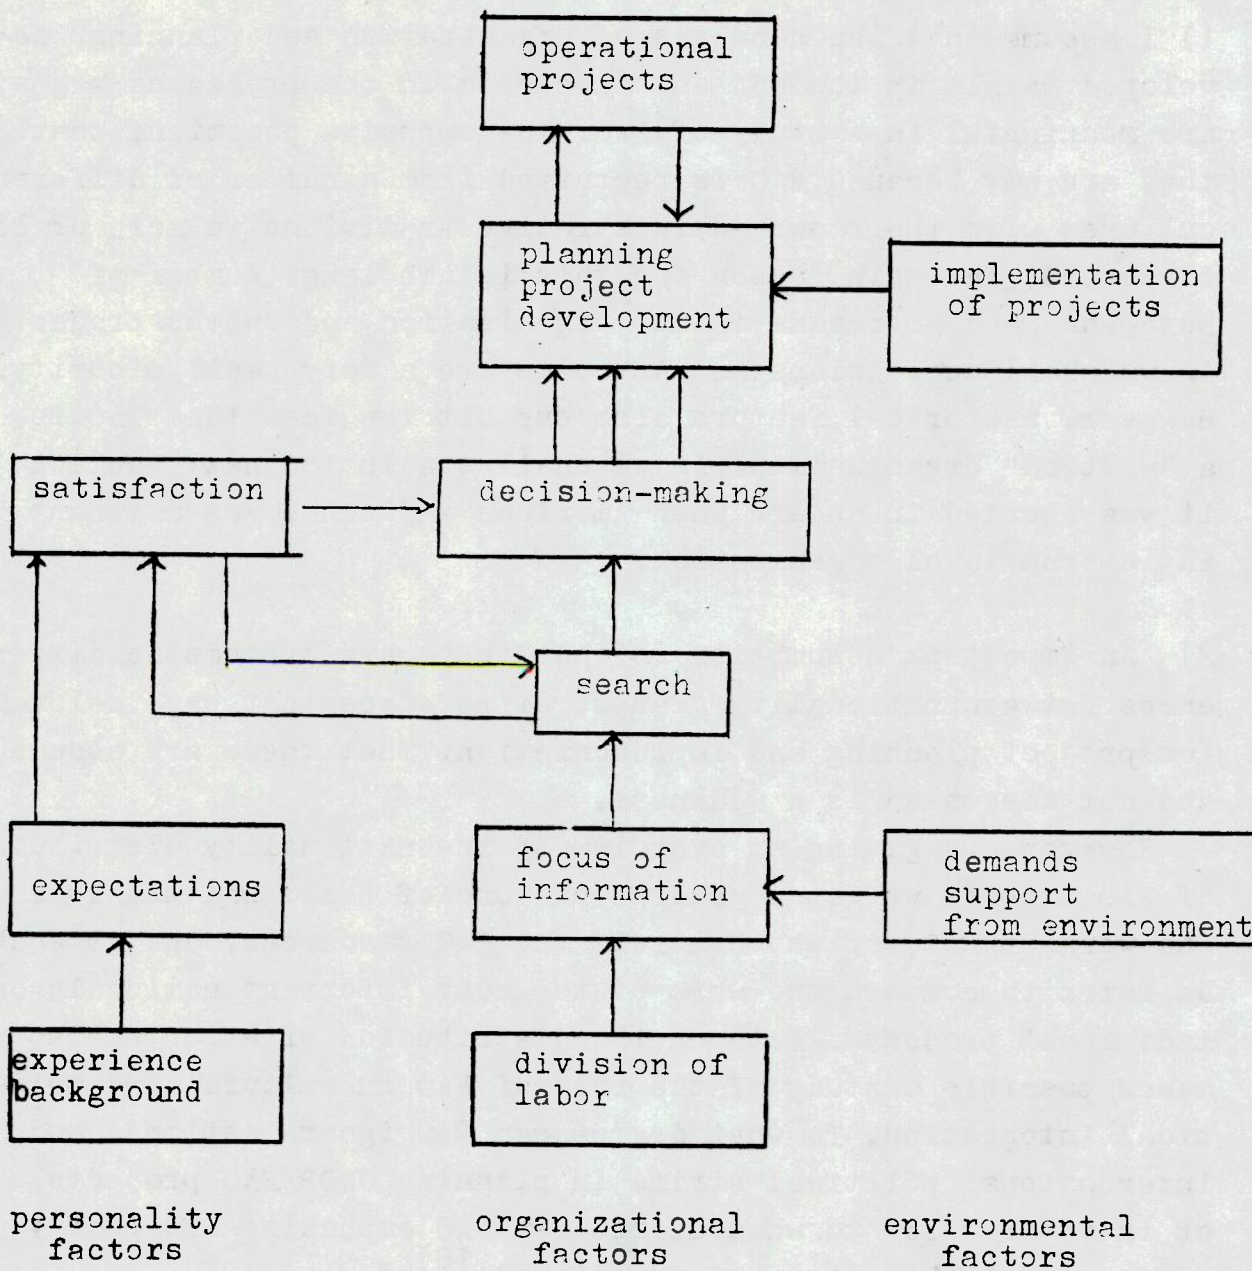 operational
projects
planning
project
development
implementation
of projects
satisfaction
decision-making
search
expectations
focus of
information
demands
support
from environment
experience
background
division of
labor
personality
factors
organizational
factors
environmental
factors